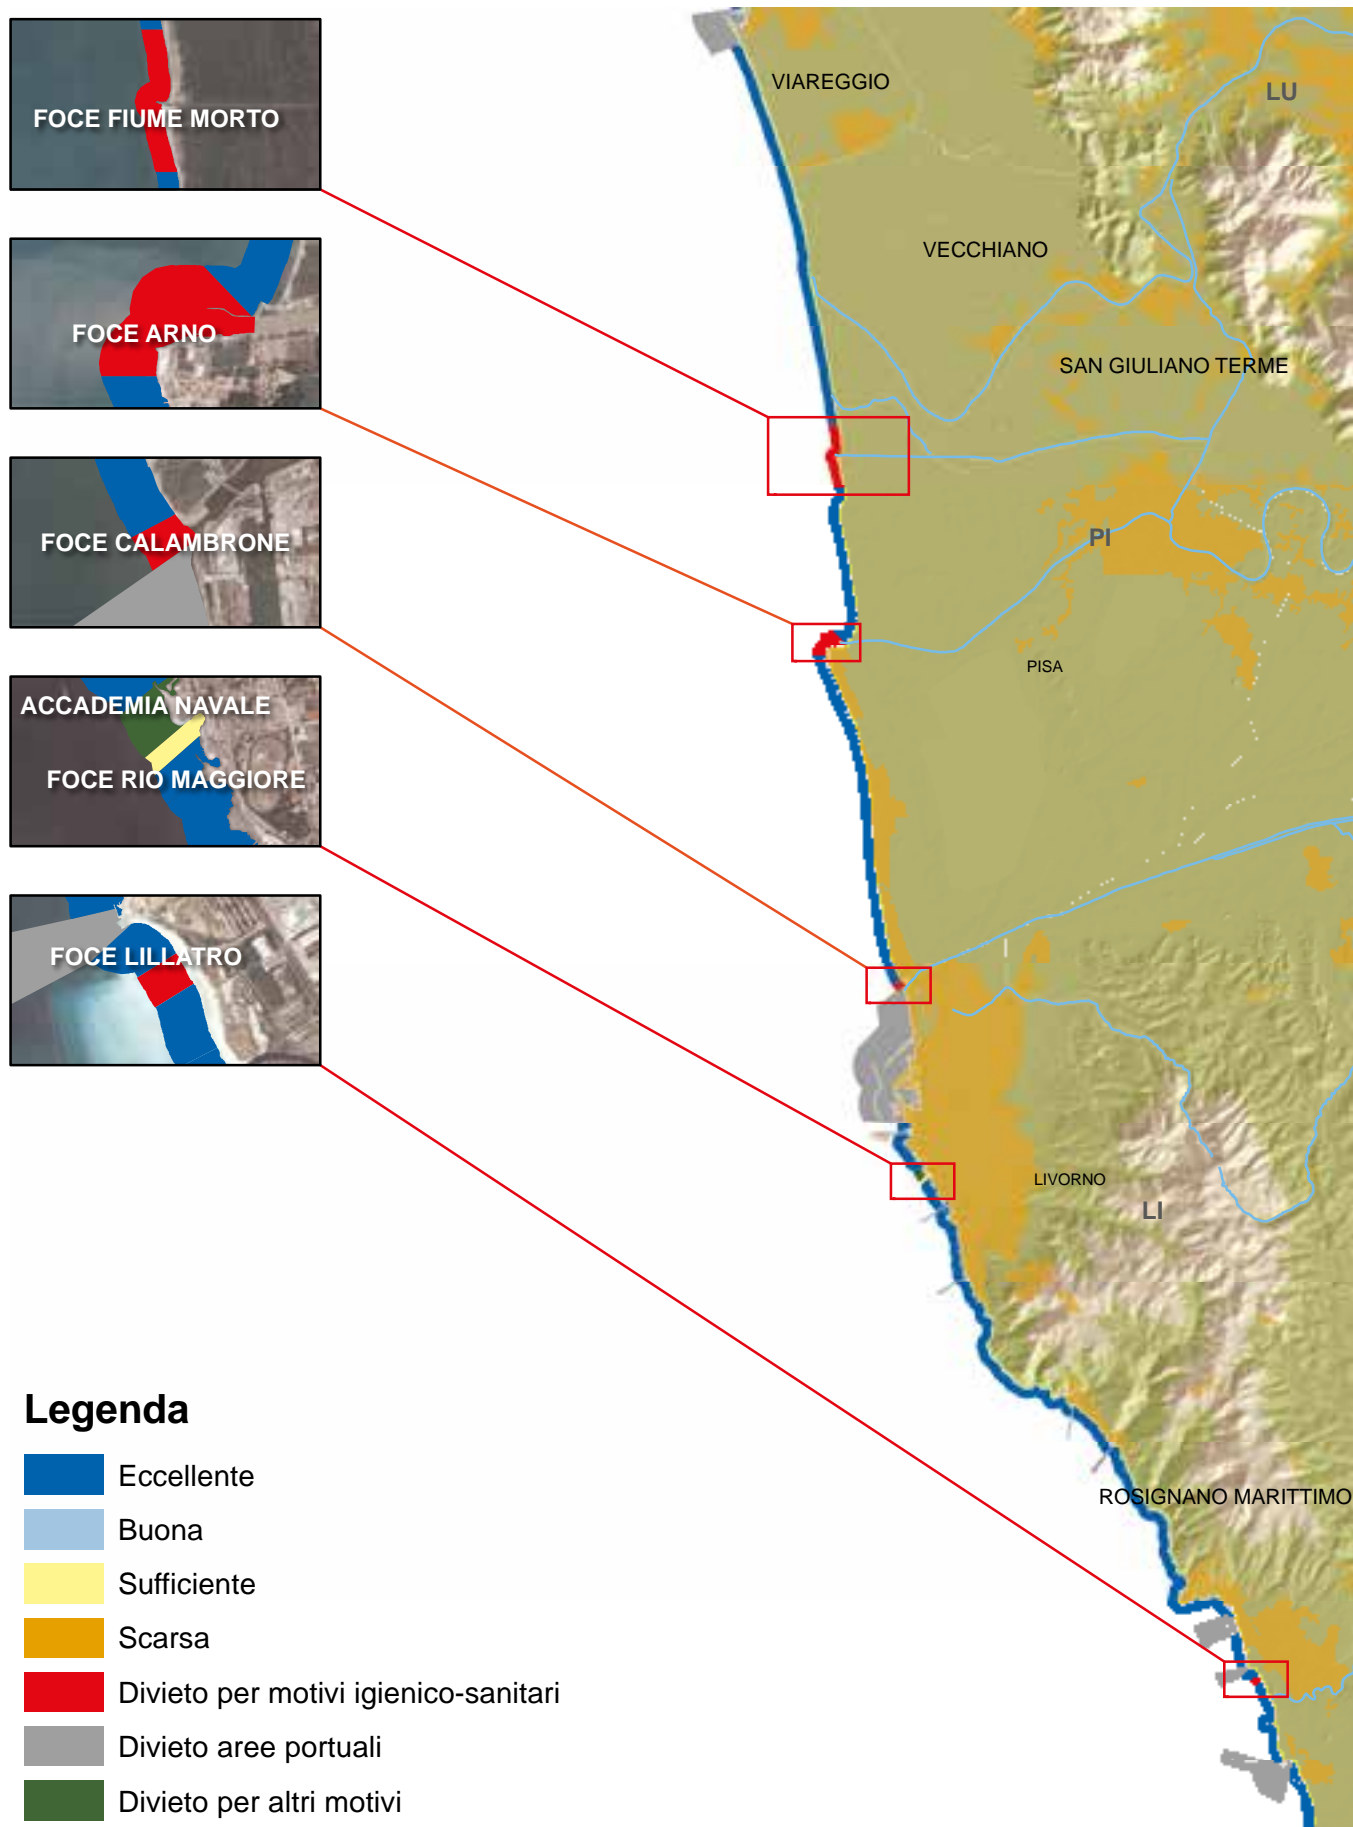 FOCE FIUME MORTO
FOCE ARNO
FOCE CALAMBRONE
ACCADEMIA NAVALE
FOCE RIO MAGGIORE
FOCE LILLATRO
VIAREGGIO
LU
VECCHIANO
SAN GIULIANO TERME
PI
PISA
LIVORNO
LI
ROSIGNANO MARITTIMO
Legenda
Eccellente
Buona
Sufficiente
Scarsa
Divieto per motivi igienico-sanitari
Divieto aree portuali
Divieto per altri motivi